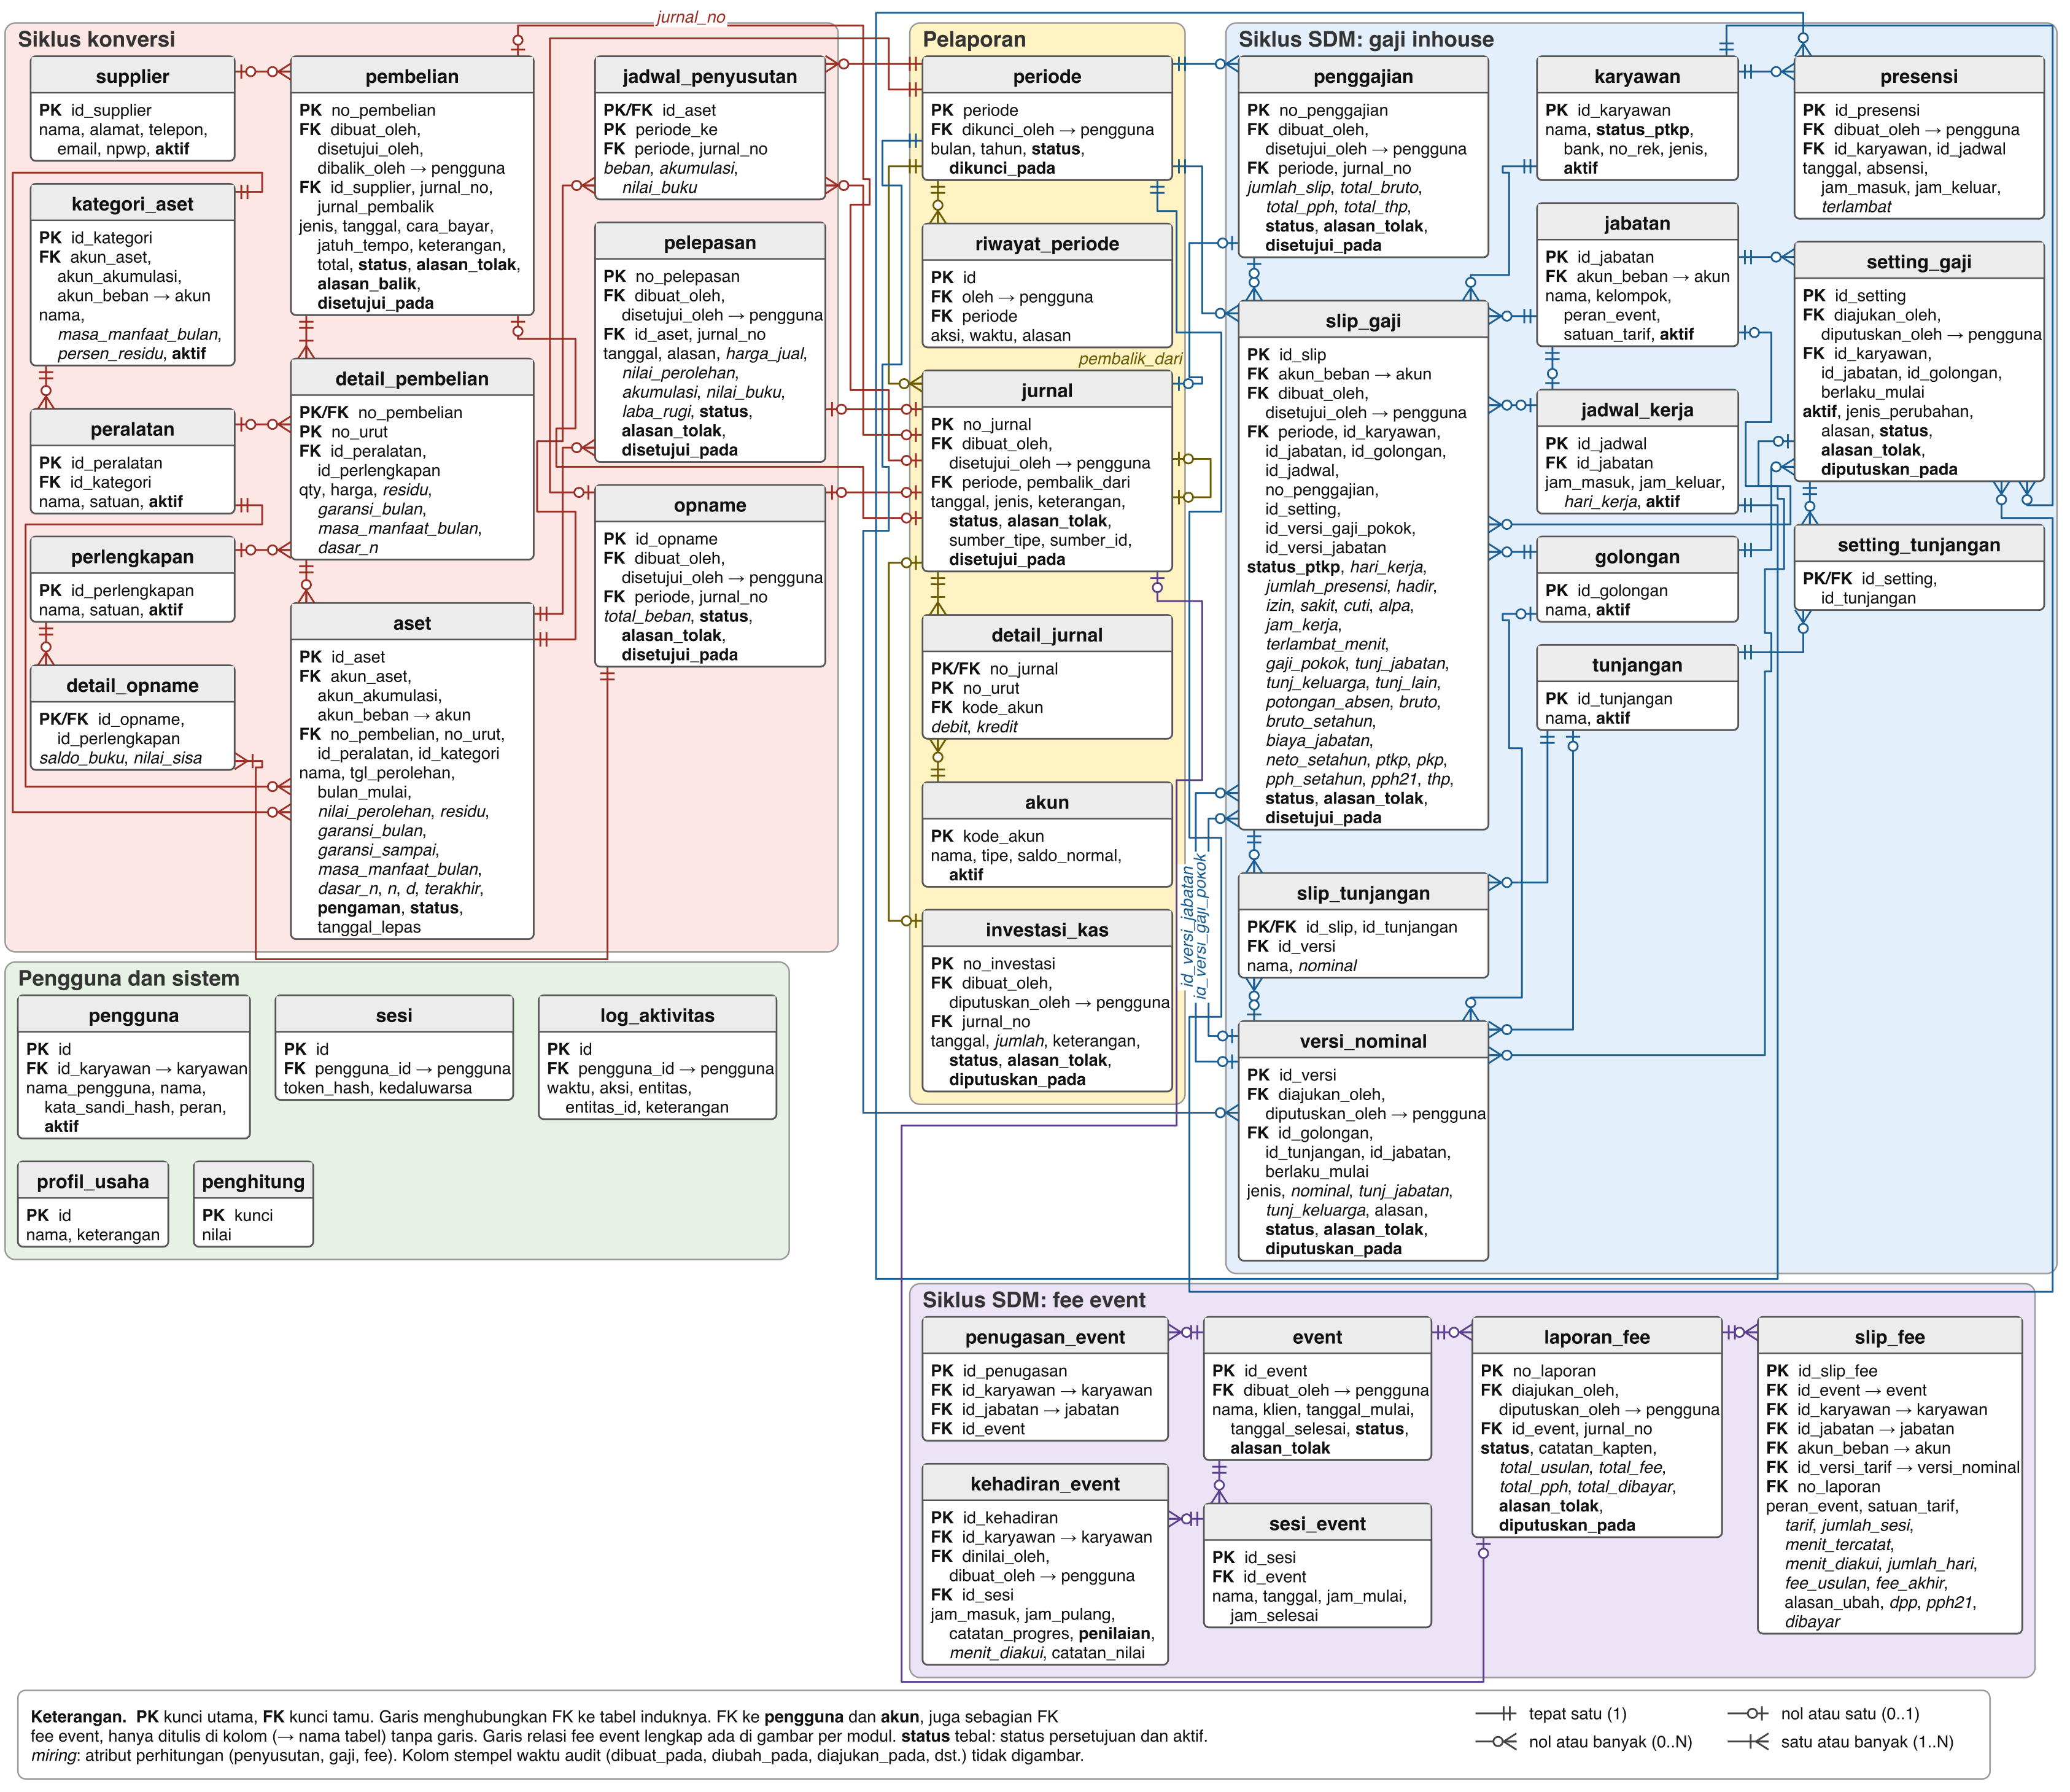 jurnal_no
Siklus konversi
supplier
PK id_supplier
nama, alamat, telepon,
email, npwp, aktif
kategori_aset
PK id_kategori
FK akun_aset,
akun_akumulasi,
akun_beban → akun
nama,
masa_manfaat_bulan,
persen_residu, aktif
peralatan
PK id_peralatan
FK id_kategori
nama, satuan, aktif
perlengkapan
PK id_perlengkapan
nama, satuan, aktif
detail_opname
PK/FK id_opname,
id_perlengkapan
saldo_buku, nilai_sisa
pembelian
PK no_pembelian
FK dibuat_oleh,
disetujui_oleh,
dibalik_oleh → pengguna
FK id_supplier, jurnal_no,
jurnal_pembalik
jenis, tanggal, cara_bayar,
jatuh_tempo, keterangan,
total, status, alasan_tolak,
alasan_balik,
disetujui_pada
detail_pembelian
PK/FK no_pembelian
PK no_urut
FK id_peralatan,
id_perlengkapan
qty, harga, residu,
garansi_bulan,
masa_manfaat_bulan,
dasar_n
aset
PK id_aset
FK akun_aset,
akun_akumulasi,
akun_beban → akun
FK no_pembelian, no_urut,
id_peralatan, id_kategori
nama, tgl_perolehan,
bulan_mulai,
nilai_perolehan, residu,
garansi_bulan,
garansi_sampai,
masa_manfaat_bulan,
dasar_n, n, d, terakhir,
pengaman, status,
tanggal_lepas
jadwal_penyusutan
PK/FK id_aset
PK periode_ke
FK periode, jurnal_no
beban, akumulasi,
nilai_buku
pelepasan
PK no_pelepasan
FK dibuat_oleh,
disetujui_oleh → pengguna
FK id_aset, jurnal_no
tanggal, alasan, harga_jual,
nilai_perolehan,
akumulasi, nilai_buku,
laba_rugi, status,
alasan_tolak,
disetujui_pada
opname
PK id_opname
FK dibuat_oleh,
disetujui_oleh → pengguna
FK periode, jurnal_no
total_beban, status,
alasan_tolak,
disetujui_pada
Pelaporan
periode
PK periode
FK dikunci_oleh → pengguna
bulan, tahun, status,
dikunci_pada
riwayat_periode
PK id
FK oleh → pengguna
FK periode
aksi, waktu, alasan
pembalik_dari
jurnal
PK no_jurnal
FK dibuat_oleh,
disetujui_oleh → pengguna
FK periode, pembalik_dari
tanggal, jenis, keterangan,
status, alasan_tolak,
sumber_tipe, sumber_id,
disetujui_pada
detail_jurnal
PK/FK no_jurnal
PK no_urut
FK kode_akun
debit, kredit
akun
PK kode_akun
nama, tipe, saldo_normal,
aktif
investasi_kas
PK no_investasi
FK dibuat_oleh,
diputuskan_oleh → pengguna
FK jurnal_no
tanggal, jumlah, keterangan,
status, alasan_tolak,
diputuskan_pada
id_versi_jabatan
id_versi_gaji_pokok
Siklus SDM: gaji inhouse
penggajian
PK no_penggajian
FK dibuat_oleh,
disetujui_oleh → pengguna
FK periode, jurnal_no
jumlah_slip, total_bruto,
total_pph, total_thp,
status, alasan_tolak,
disetujui_pada
slip_gaji
PK id_slip
FK akun_beban → akun
FK dibuat_oleh,
disetujui_oleh → pengguna
FK periode, id_karyawan,
id_jabatan, id_golongan,
id_jadwal,
no_penggajian,
id_setting,
id_versi_gaji_pokok,
id_versi_jabatan
status_ptkp, hari_kerja,
jumlah_presensi, hadir,
izin, sakit, cuti, alpa,
jam_kerja,
terlambat_menit,
gaji_pokok, tunj_jabatan,
tunj_keluarga, tunj_lain,
potongan_absen, bruto,
bruto_setahun,
biaya_jabatan,
neto_setahun, ptkp, pkp,
pph_setahun, pph21, thp,
status, alasan_tolak,
disetujui_pada
slip_tunjangan
PK/FK id_slip, id_tunjangan
FK id_versi
nama, nominal
versi_nominal
PK id_versi
FK diajukan_oleh,
diputuskan_oleh → pengguna
FK id_golongan,
id_tunjangan, id_jabatan,
berlaku_mulai
jenis, nominal, tunj_jabatan,
tunj_keluarga, alasan,
status, alasan_tolak,
diputuskan_pada
karyawan
PK id_karyawan
nama, status_ptkp,
bank, no_rek, jenis,
aktif
jabatan
PK id_jabatan
FK akun_beban → akun
nama, kelompok,
peran_event,
satuan_tarif, aktif
jadwal_kerja
PK id_jadwal
FK id_jabatan
jam_masuk, jam_keluar,
hari_kerja, aktif
golongan
PK id_golongan
nama, aktif
tunjangan
PK id_tunjangan
nama, aktif
presensi
PK id_presensi
FK dibuat_oleh → pengguna
FK id_karyawan, id_jadwal
tanggal, absensi,
jam_masuk, jam_keluar,
terlambat
setting_gaji
PK id_setting
FK diajukan_oleh,
diputuskan_oleh → pengguna
FK id_karyawan,
id_jabatan, id_golongan,
berlaku_mulai
aktif, jenis_perubahan,
alasan, status,
alasan_tolak,
diputuskan_pada
setting_tunjangan
PK/FK id_setting,
id_tunjangan
Pengguna dan sistem
pengguna
PK id
FK id_karyawan → karyawan
nama_pengguna, nama,
kata_sandi_hash, peran,
aktif
sesi
PK id
FK pengguna_id → pengguna
token_hash, kedaluwarsa
log_aktivitas
PK id
FK pengguna_id → pengguna
waktu, aksi, entitas,
entitas_id, keterangan
profil_usaha
PK id
nama, keterangan
penghitung
PK kunci
nilai
Siklus SDM: fee event
penugasan_event
PK id_penugasan
FK id_karyawan → karyawan
FK id_jabatan → jabatan
FK id_event
kehadiran_event
PK id_kehadiran
FK id_karyawan → karyawan
FK dinilai_oleh,
dibuat_oleh → pengguna
FK id_sesi
jam_masuk, jam_pulang,
catatan_progres, penilaian,
menit_diakui, catatan_nilai
event
PK id_event
FK dibuat_oleh → pengguna
nama, klien, tanggal_mulai,
tanggal_selesai, status,
alasan_tolak
sesi_event
PK id_sesi
FK id_event
nama, tanggal, jam_mulai,
jam_selesai
laporan_fee
PK no_laporan
FK diajukan_oleh,
diputuskan_oleh → pengguna
FK id_event, jurnal_no
status, catatan_kapten,
total_usulan, total_fee,
total_pph, total_dibayar,
alasan_tolak,
diputuskan_pada
slip_fee
PK id_slip_fee
FK id_event → event
FK id_karyawan → karyawan
FK id_jabatan → jabatan
FK akun_beban → akun
FK id_versi_tarif → versi_nominal
FK no_laporan
peran_event, satuan_tarif,
tarif, jumlah_sesi,
menit_tercatat,
menit_diakui, jumlah_hari,
fee_usulan, fee_akhir,
alasan_ubah, dpp, pph21,
dibayar
Keterangan. PK kunci utama, FK kunci tamu. Garis menghubungkan FK ke tabel induknya. FK ke pengguna dan akun, juga sebagian FK
fee event, hanya ditulis di kolom (→ nama tabel) tanpa garis. Garis relasi fee event lengkap ada di gambar per modul. status tebal: status persetujuan dan aktif.
miring: atribut perhitungan (penyusutan, gaji, fee). Kolom stempel waktu audit (dibuat_pada, diubah_pada, diajukan_pada, dst.) tidak digambar.
tepat satu (1)
nol atau satu (0..1)
nol atau banyak (0..N)
satu atau banyak (1..N)